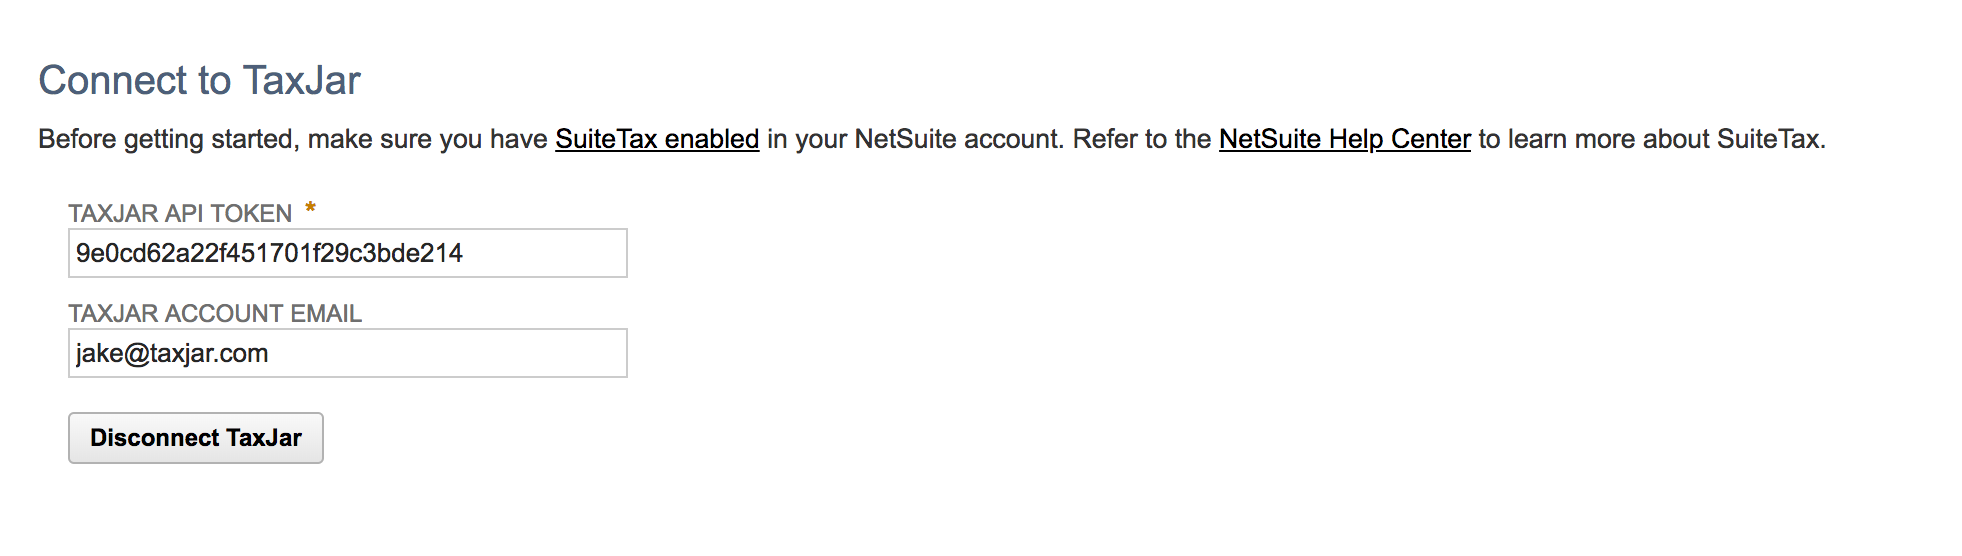 Connect to TaxJar
Before getting started, make sure you have SuiteTax enabled in your NetSuite account. Refer to the NetSuite Help Center to learn more about SuiteTax.
TAXJAR API TOKEN *
9e0cd62a22f451701f29c3bde214
TAXJAR ACCOUNT EMAIL
jake@taxjar.com
Disconnect TaxJar